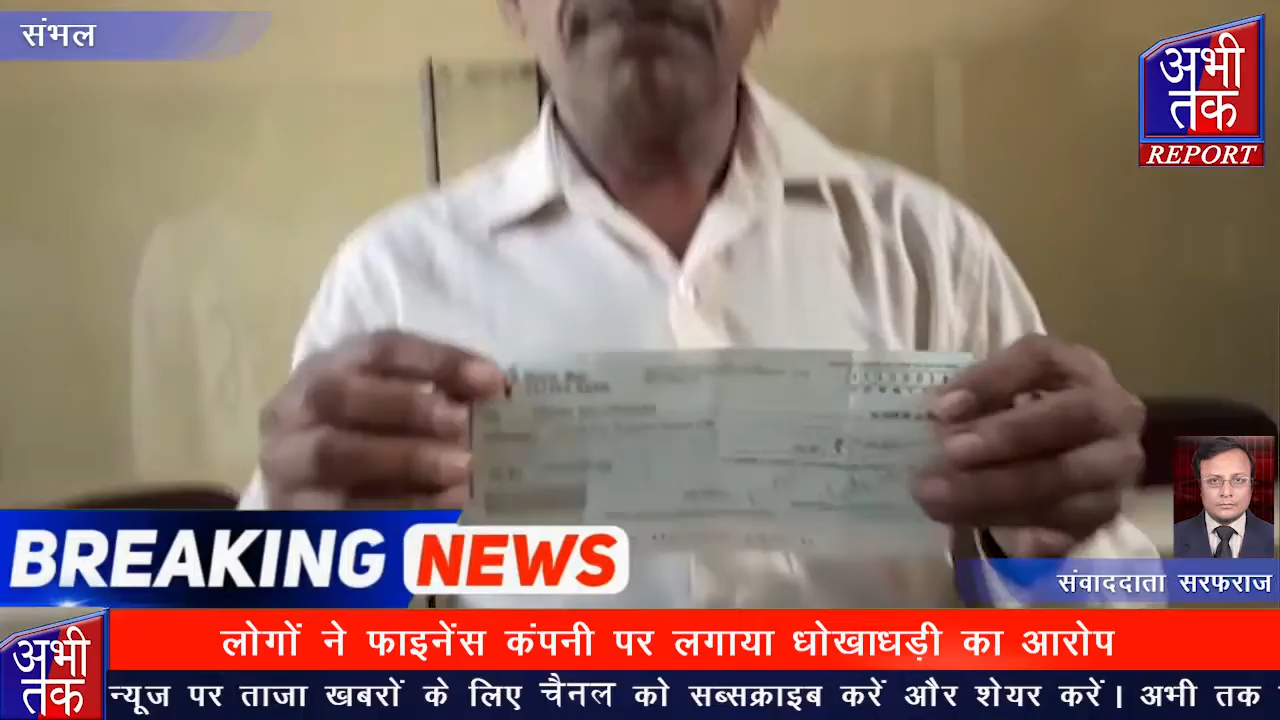 संभल
अभी
तक
REPORT
BREAKING NEWS
संवाददाता सरफराज
लोगों ने फाइनेंस कंपनी पर लगाया धोखाधड़ी का आरोप
अभी
तक
न्यूज पर ताजा खबरों के लिए चैनल को सब्सक्राइब करें और शेयर करें। अभी तक